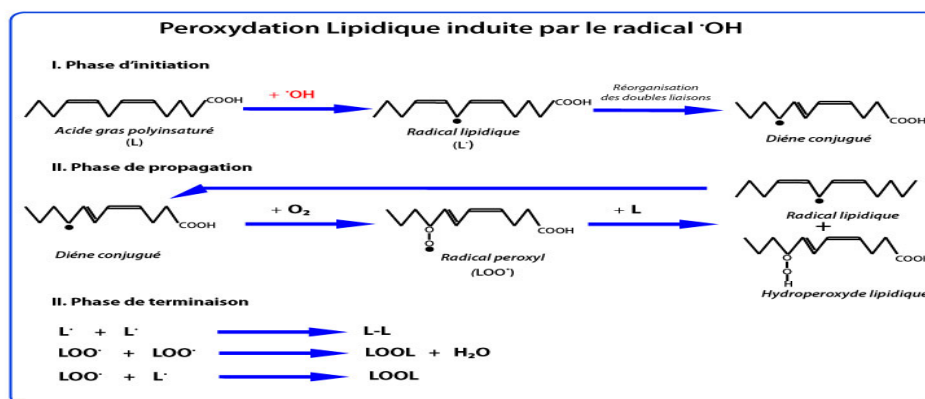 Peroxydation Lipidique induite par le radical ·OH
I. Phase d'initiation
COOH
+ ·OH
COOH
Réorganisation
des doubles liaisons
COOH
Acide gras polyinsaturé
(L)
Radical lipidique
(L·)
Diéne conjugué
II. Phase de propagation
COOH
+ O₂
COOH
O
O
+ L
Radical lipidique
+
COOH
O
O
H
Diéne conjugué
Radical peroxyl
(LOO·)
Hydroperoxyde lipidique
II. Phase de termination
L· + L· L-L
LOO· + LOO· LOOL + H₂O
LOO· + L· LOOL